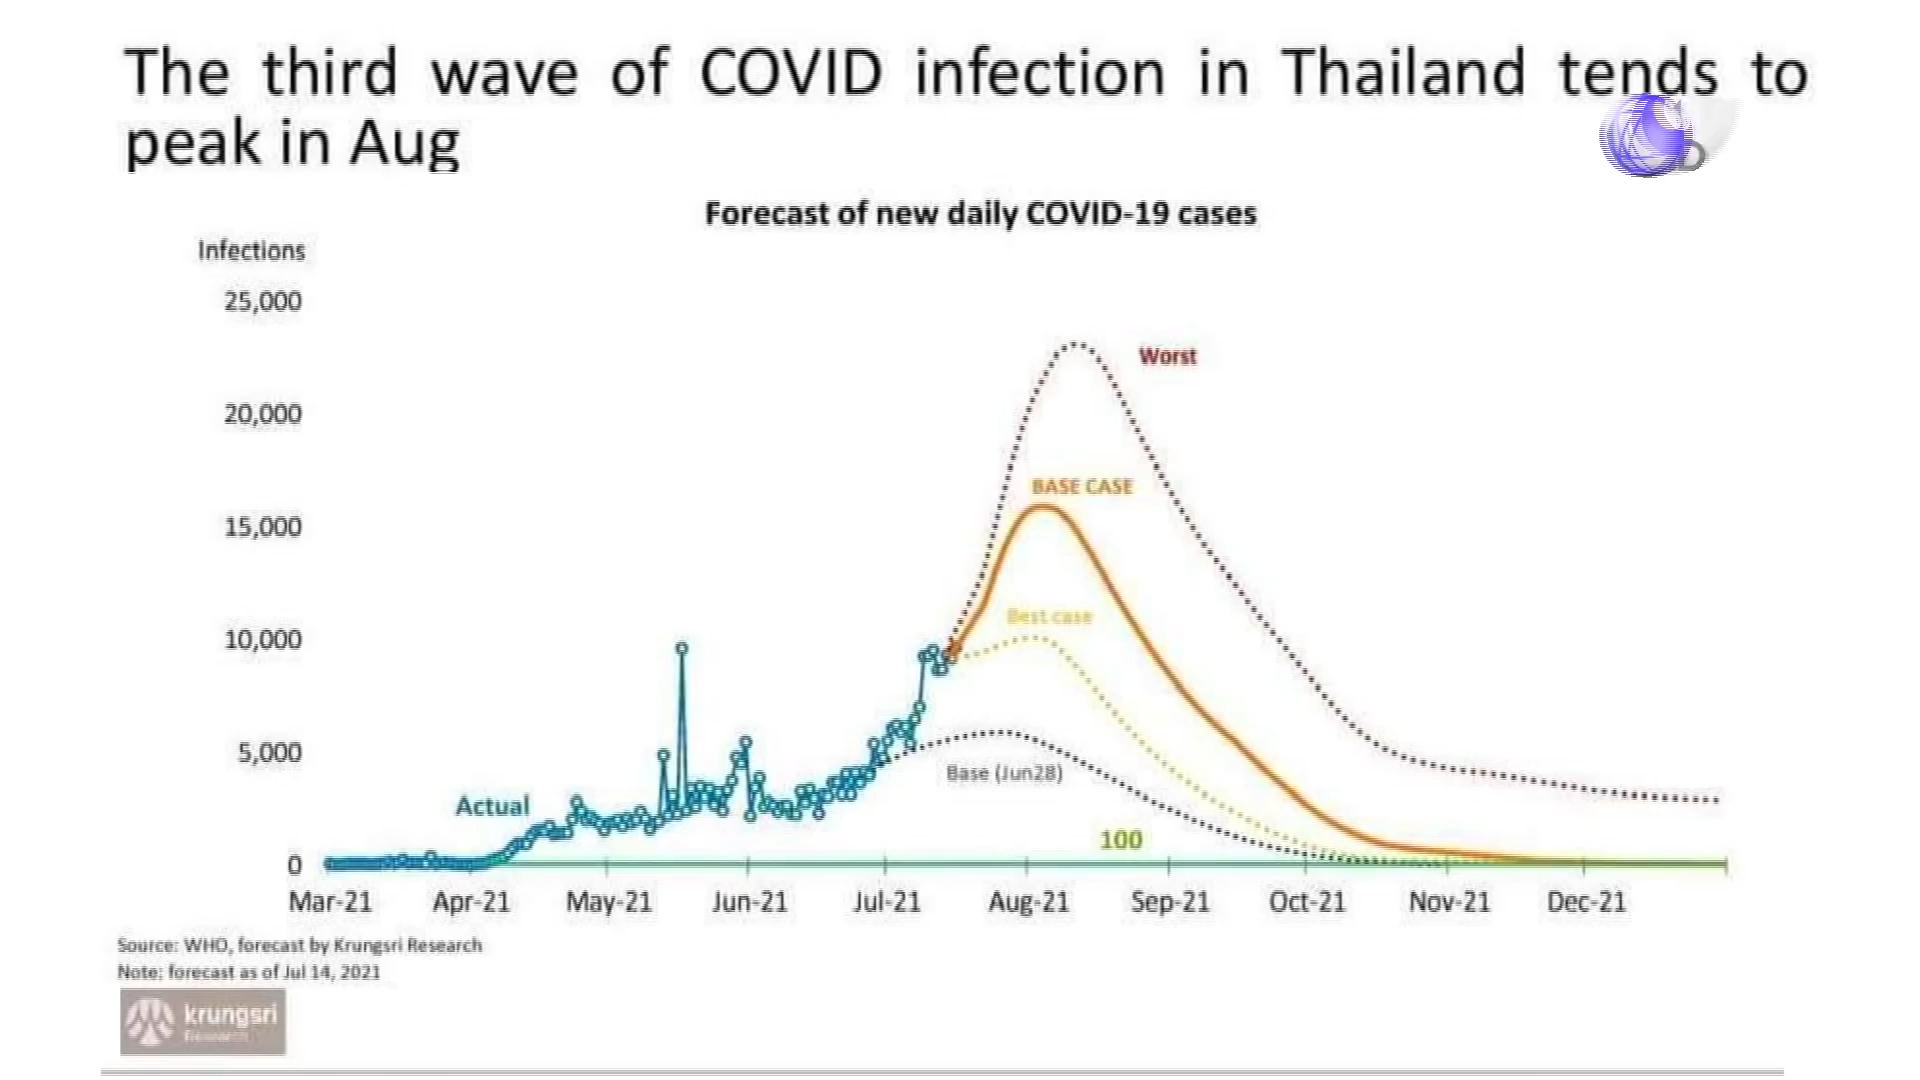 The third wave of COVID infection in Thailand tends to
peak in Aug
D
Forecast of new daily COVID-19 cases
Infections
25,000
20,000
15,000
10,000
5,000
0
Worst
BASE CASE
Best case
Base (Jun28)
Actual
100
Mar-21 Apr-21 May-21 Jun-21 Jul-21 Aug-21 Sep-21 Oct-21 Nov-21 Dec-21
Source: WHO, forecast by Krungsri Research
Note: forecast as of Jul 14, 2021
krungsri
Research